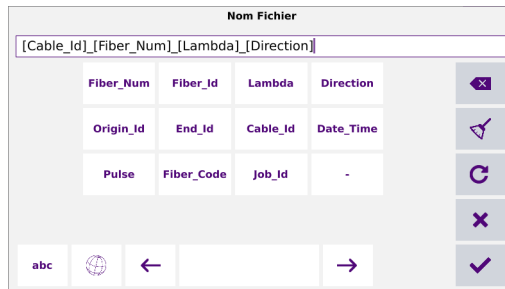 Nom Fichier
[Cable_Id]_[Fiber_Num]_[Lambda]_[Direction]
Fiber_Num Fiber_Id Lambda Direction
Origin_Id End_Id Cable_Id Date_Time
Pulse Fiber_Code Job_Id -
abc